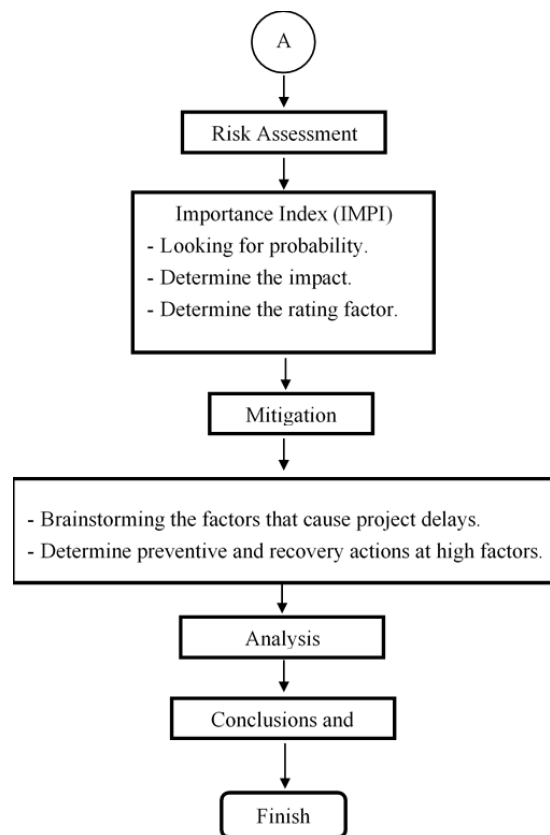 A
Risk Assessment
Importance Index (IMPI)
- Looking for probability.
- Determine the impact.
- Determine the rating factor.
Mitigation
- Brainstorming the factors that cause project delays.
- Determine preventive and recovery actions at high factors.
Analysis
Conclusions and
Finish